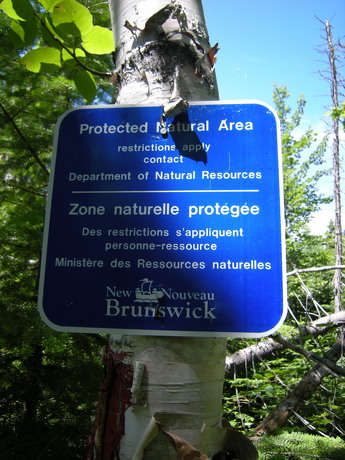 Protected Natural Area
restrictions apply
contact
Department of Natural Resources
Zone naturelle protégée
Des restrictions s'appliquent
personne-ressource
Ministère des Ressources naturelles
New Nouveau
Brunswick